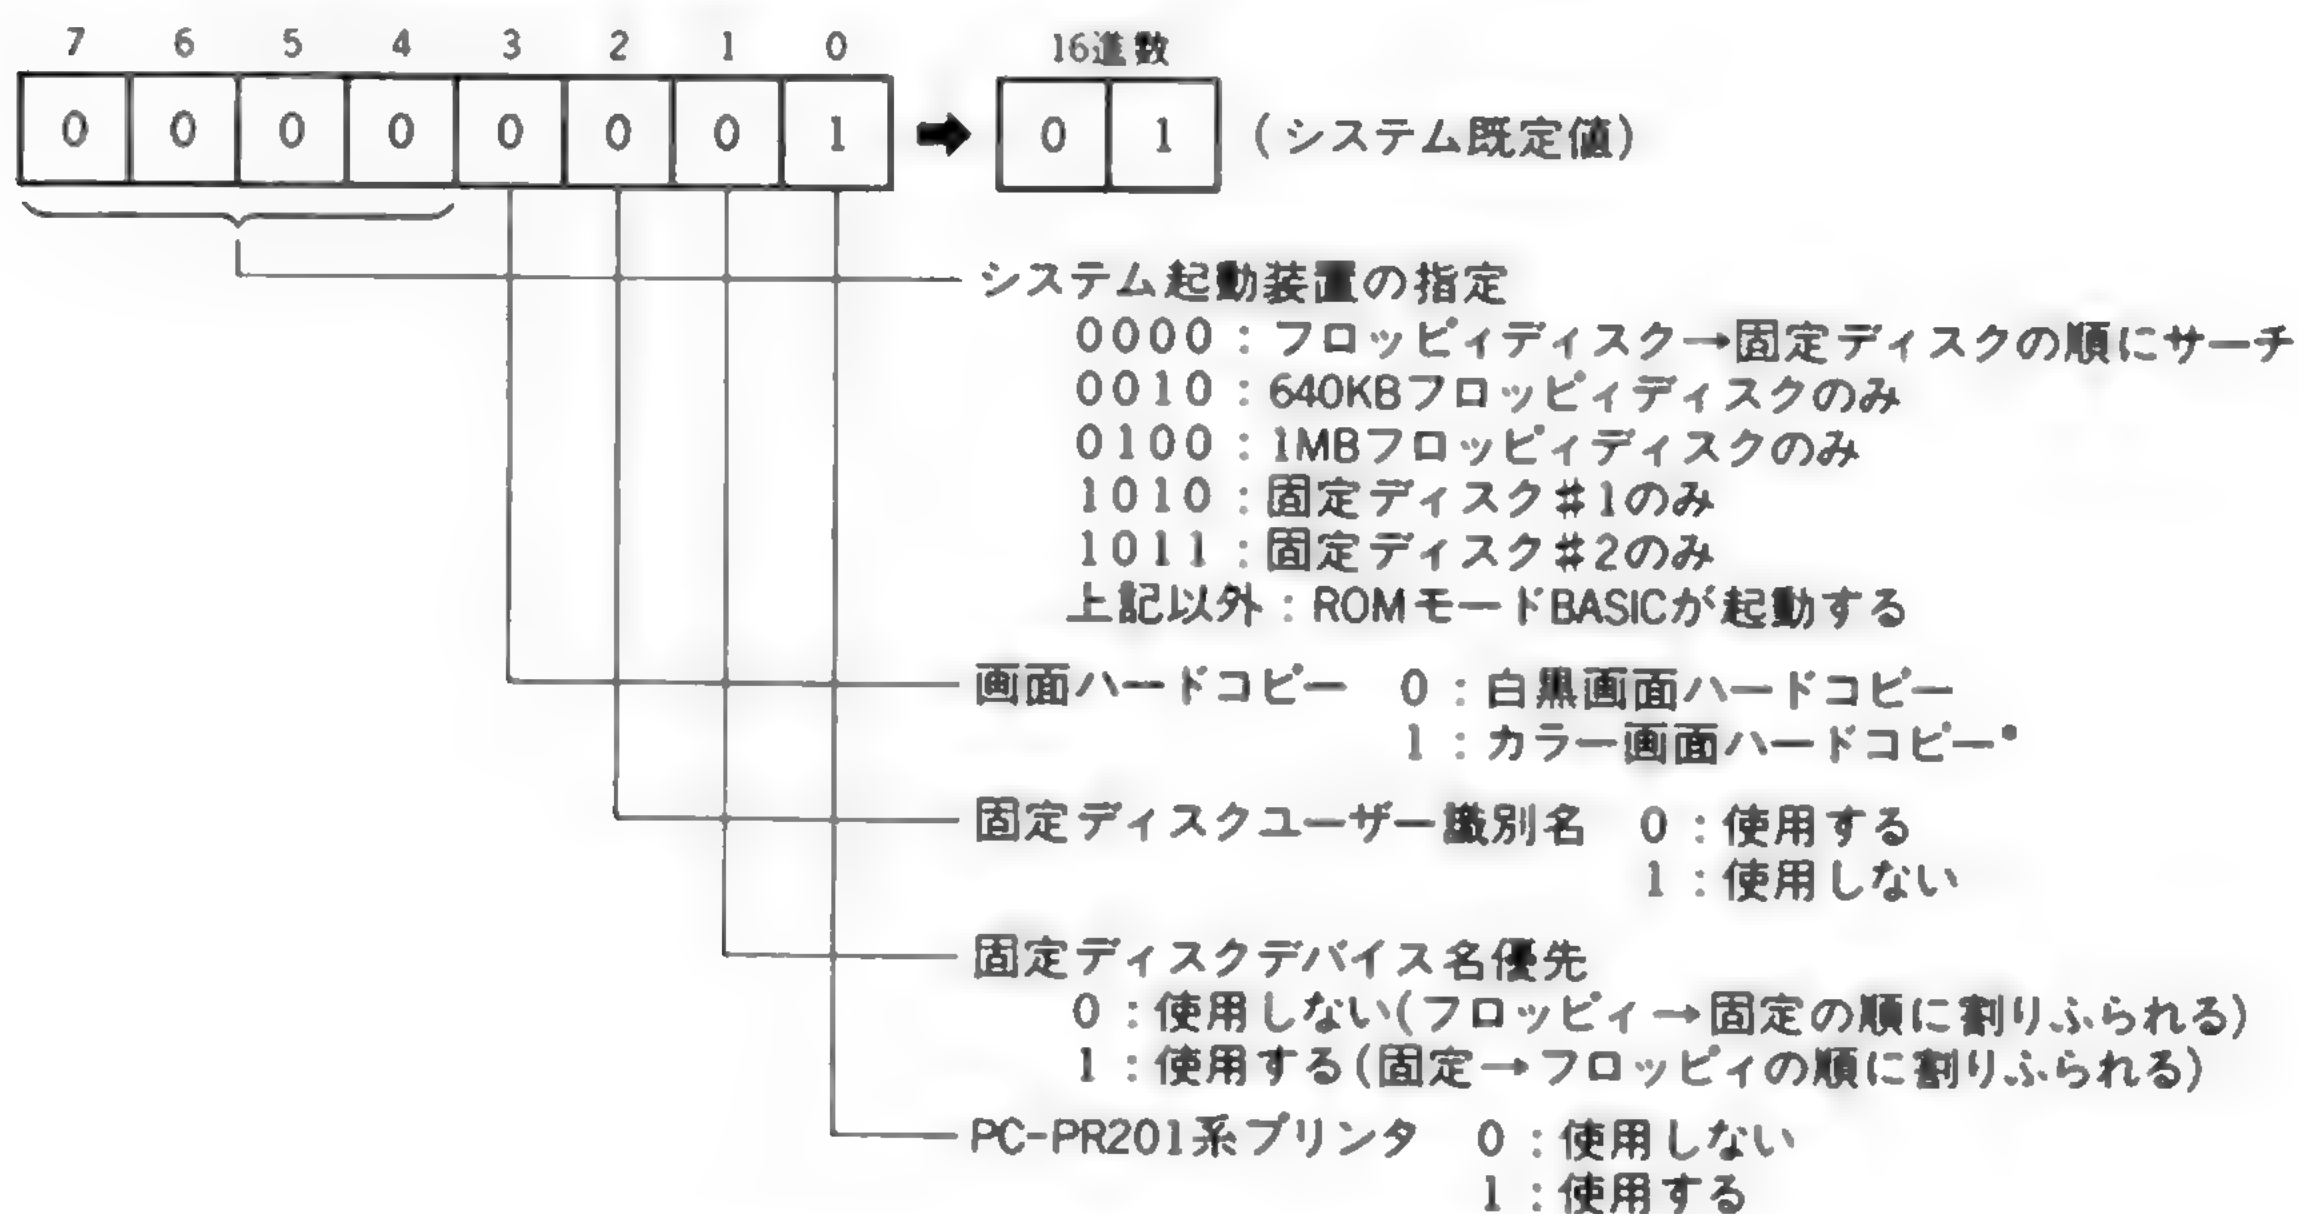 7 6 5 4 3 2 1 0 16進数
0 0 0 0 0 0 0 1 ➡ 0 1 (システム既定値)
システム起動装置の指定
0000：フロッピィディスク→固定ディスクの順にサーチ
0010：640KBフロッピィディスクのみ
0100：1MBフロッピィディスクのみ
1010：固定ディスク♯1のみ
1011：固定ディスク♯2のみ
上記以外：ROMモードBASICが起動する
画面ハードコピー 0：白黒画面ハードコピー
1：カラー画面ハードコピー*
固定ディスクユーザー識別名 0：使用する
1：使用しない
固定ディスクデバイス名優先
0：使用しない(フロッピィ→固定の順に割りふられる)
1：使用する(固定→フロッピィの順に割りふられる)
PC-PR201系プリンタ 0：使用しない
1：使用する